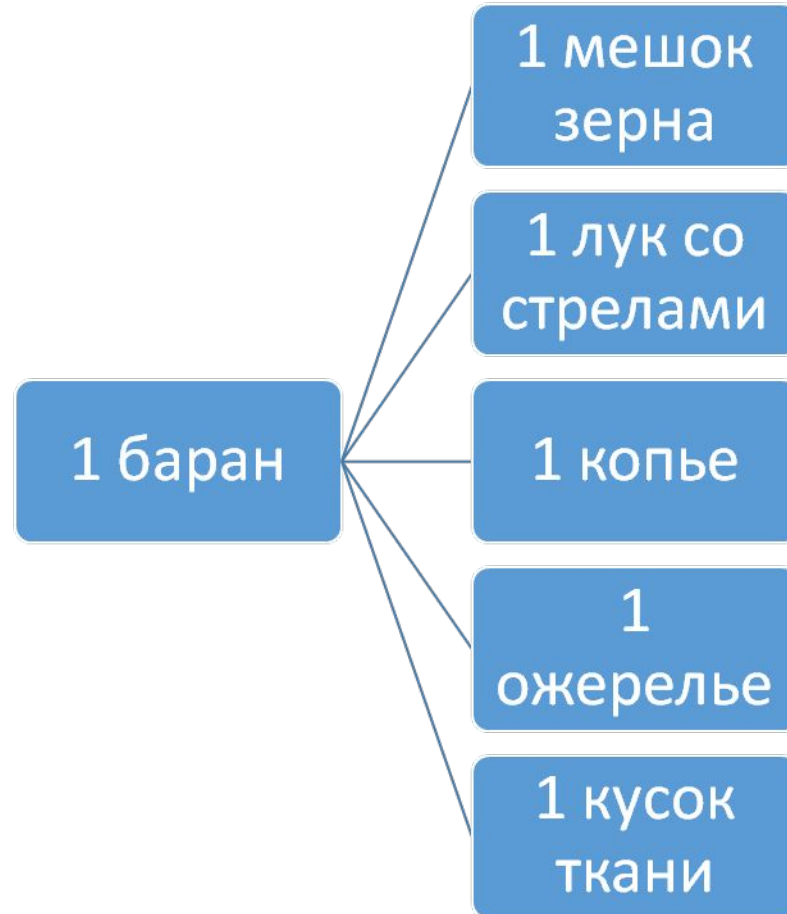 1 мешок
зерна
1 лук со
стрелами
1 баран
1 копье
1
ожерелье
1 кусок
ткани